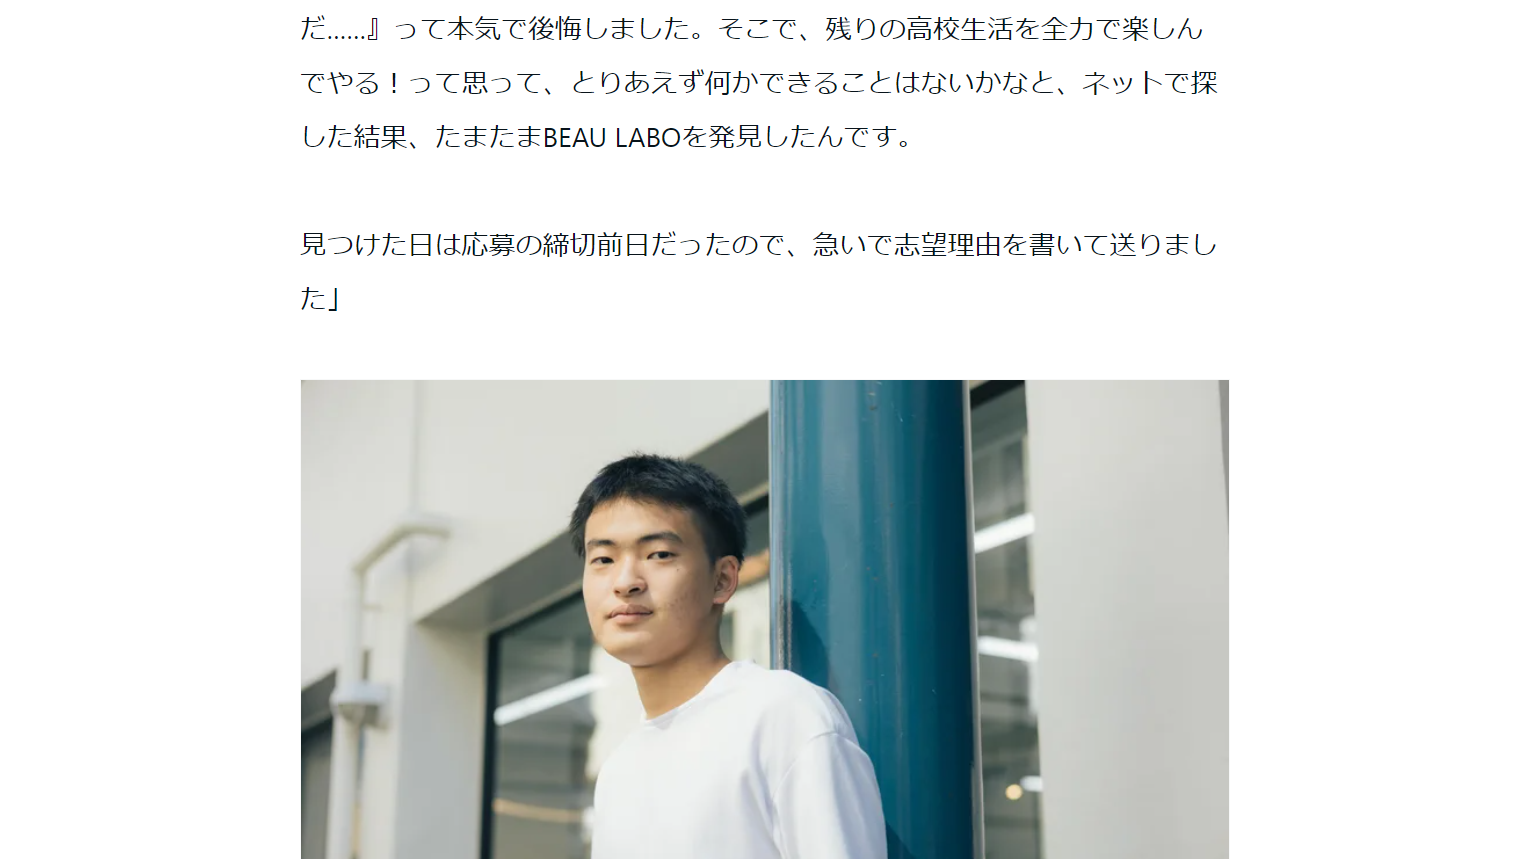 だ……』って本気で後悔しました。そこで、残りの高校生活を全力で楽しん
でやる！って思って、とりあえず何かできることはないかなと、ネットで探
した結果、たまたまBEAU LABOを発見したんです。
見つけた日は応募の締切前日だったので、急いで志望理由を書いて送りまし
た」